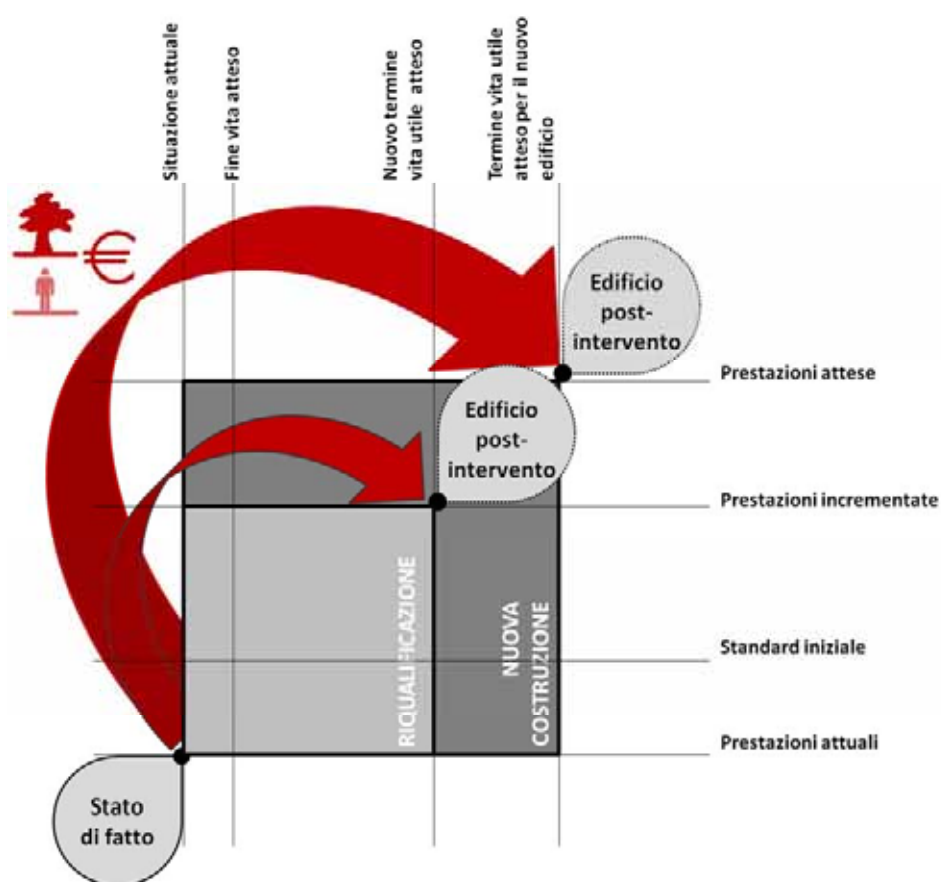 Situazione attuale
Fine vita atteso
Nuovo termine
vita utile atteso
Termine vita utile
atteso per il nuovo
edificio
€
Edificio
post-
intervento
Prestazioni attese
Edificio
post-
intervento
Prestazioni incrementate
RIQUALIFICAZIONE
NUOVA
COSTRUZIONE
Standard iniziale
Prestazioni attuali
Stato
di fatto